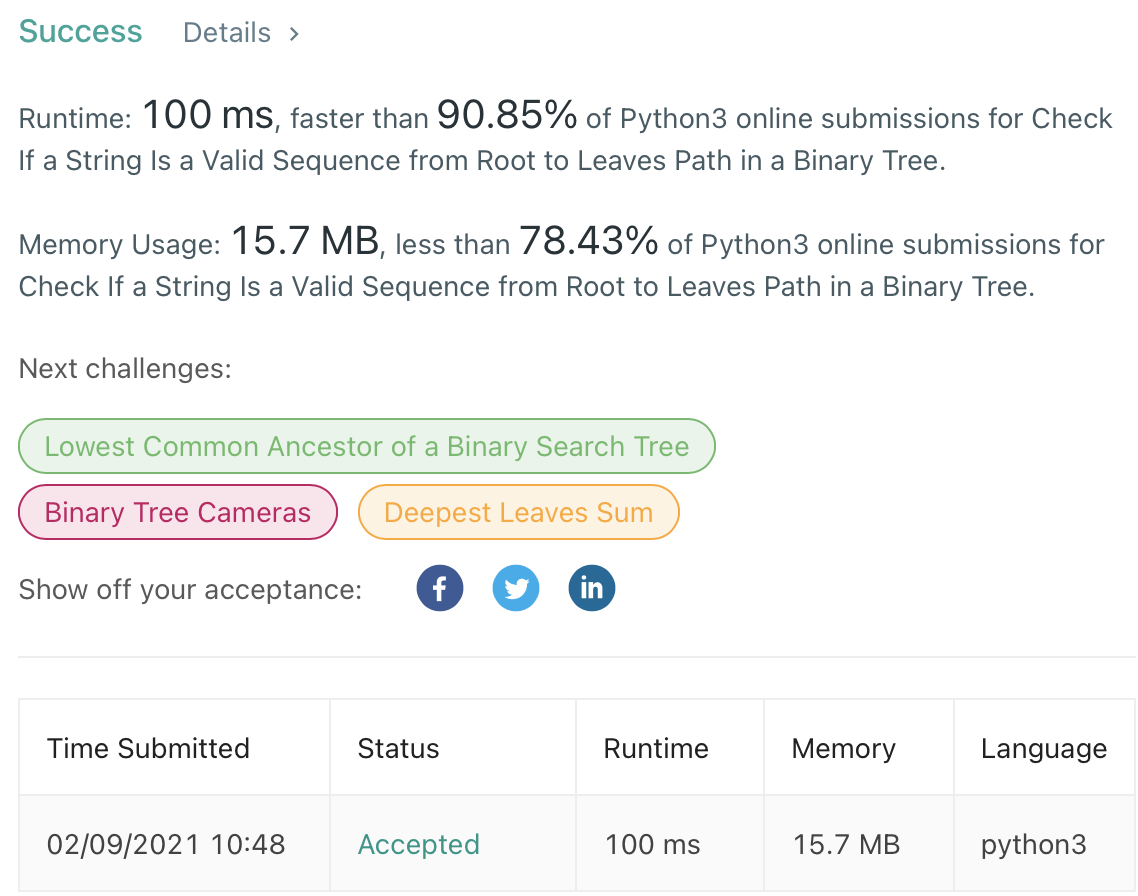 Success Details >
Runtime: 100 ms, faster than 90.85% of Python3 online submissions for Check
If a String Is a Valid Sequence from Root to Leaves Path in a Binary Tree.
Memory Usage: 15.7 MB, less than 78.43% of Python3 online submissions for
Check If a String Is a Valid Sequence from Root to Leaves Path in a Binary Tree.
Next challenges:
Lowest Common Ancestor of a Binary Search Tree
Binary Tree Cameras Deepest Leaves Sum
Show off your acceptance: f in
Time Submitted Status Runtime Memory Language
02/09/2021 10:48 Accepted 100 ms 15.7 MB python3